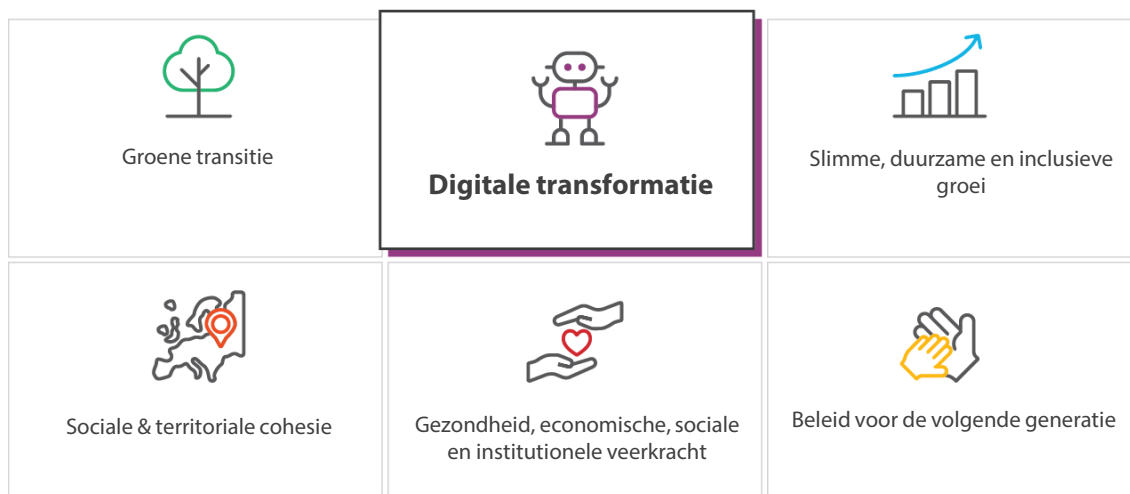 Groene transitie
Digitale transformatie
Slimme, duurzame en inclusieve
groei
Sociale & territoriale cohesie
Gezondheid, economische, sociale
en institutionele veerkracht
Beleid voor de volgende generatie